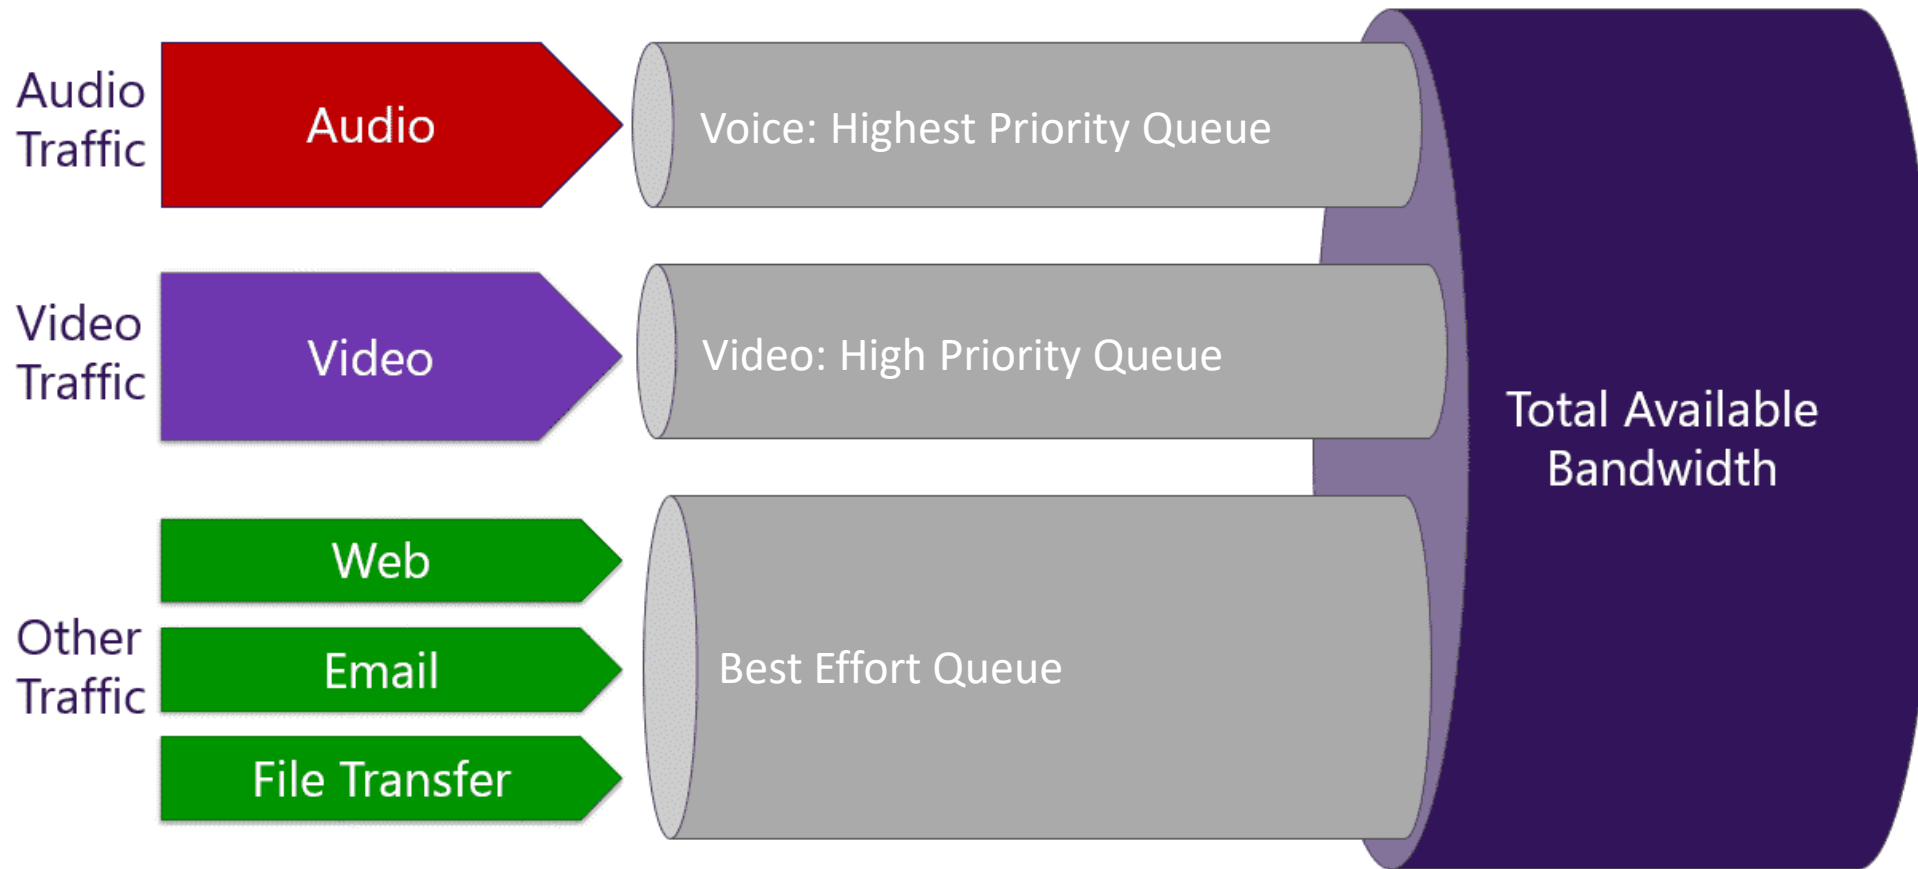 Audio
Traffic
Audio
Voice: Highest Priority Queue
Video
Traffic
Video
Video: High Priority Queue
Total Available
Bandwidth
Other
Traffic
Web
Email
File Transfer
Best Effort Queue